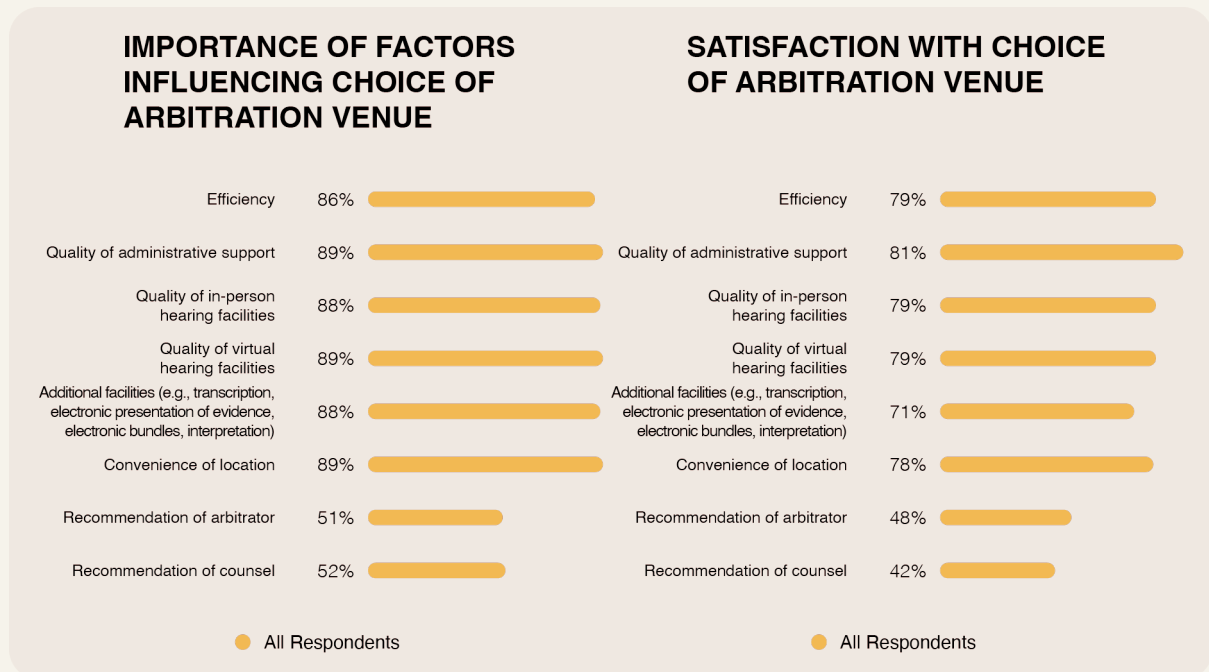 IMPORTANCE OF FACTORS
INFLUENCING CHOICE OF
ARBITRATION VENUE
Efficiency 86%
Quality of administrative support 89%
Quality of in-person
hearing facilities 88%
Quality of virtual
hearing facilities 89%
Additional facilities (e.g., transcription,
electronic presentation of evidence, 88%
electronic bundles, interpretation)
Convenience of location 89%
Recommendation of arbitrator 51%
Recommendation of counsel 52%
All Respondents
SATISFACTION WITH CHOICE
OF ARBITRATION VENUE
Efficiency 79%
Quality of administrative support 81%
Quality of in-person
hearing facilities 79%
Quality of virtual
hearing facilities 79%
Additional facilities (e.g., transcription,
electronic presentation of evidence, 71%
electronic bundles, interpretation)
Convenience of location 78%
Recommendation of arbitrator 48%
Recommendation of counsel 42%
All Respondents